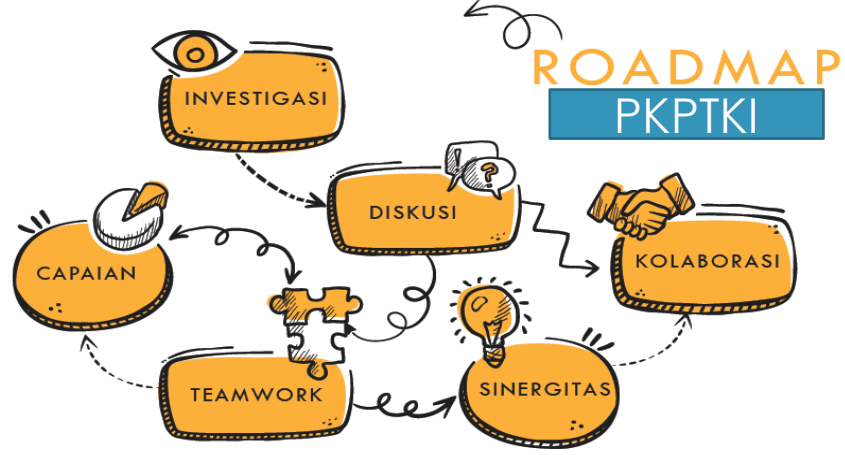 ROADMAP
PKPTKI
INVESTIGASI
DISKUSI
KOLABORASI
CAPAIAN
TEAMWORK
SINERGITAS